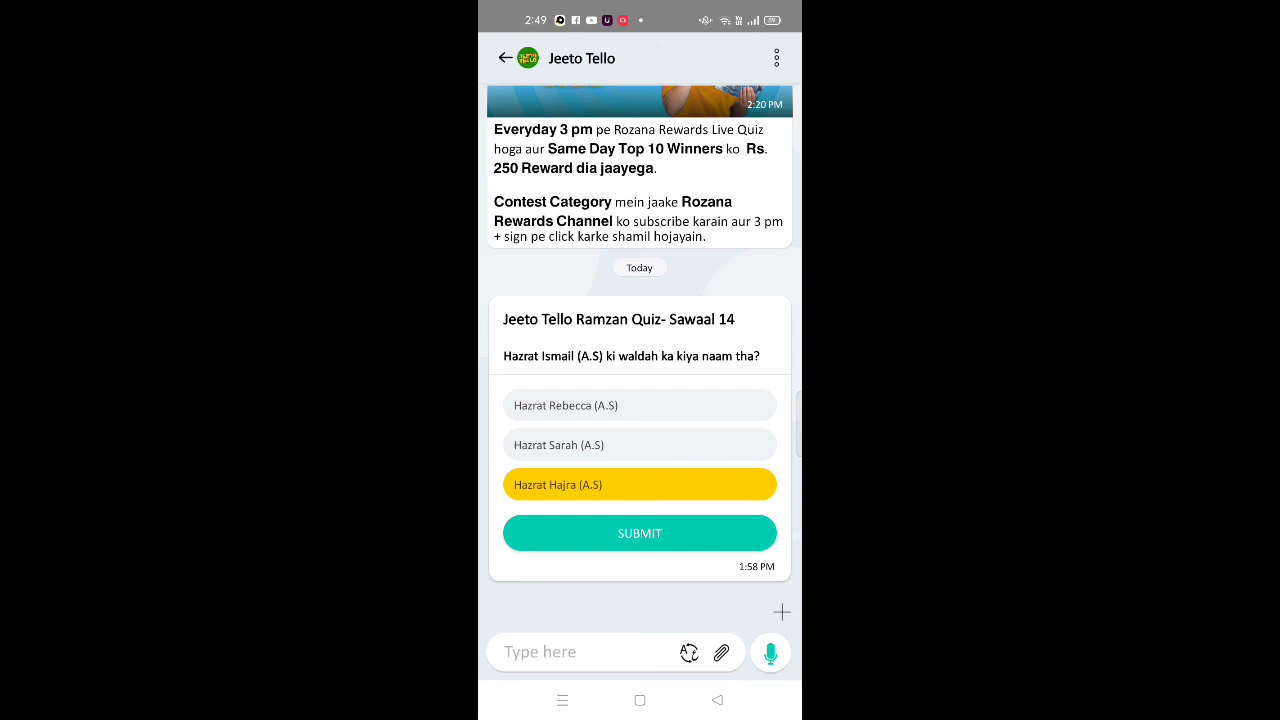 2:49
Jeeto Tello
2:20 PM
Everyday 3 pm pe Rozana Rewards Live Quiz
hoga aur Same Day Top 10 Winners ko Rs.
250 Reward dia jaayega.
Contest Category mein jaake Rozana
Rewards Channel ko subscribe karain aur 3 pm
+ sign pe click karke shamil hojayain.
Today
Jeeto Tello Ramzan Quiz- Sawaal 14
Hazrat Ismail (A.S) ki waldah ka kiya naam tha?
Hazrat Rebecca (A.S)
Hazrat Sarah (A.S)
Hazrat Hajra (A.S)
SUBMIT
1:58 PM
Type here